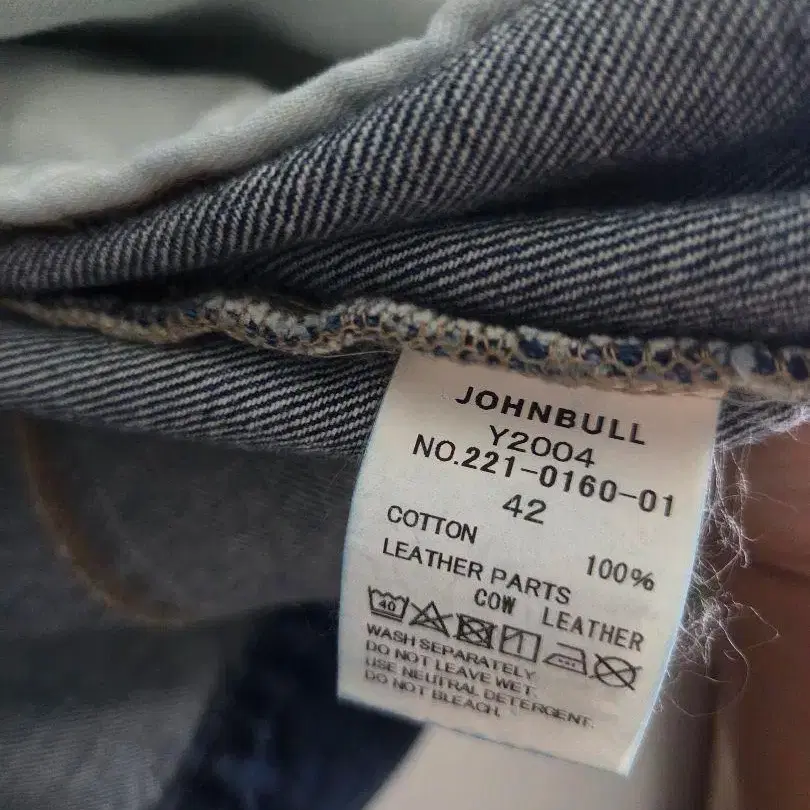 JOHNBULL
Y2004
NO.221-0160-01
42
COTTON 100%
LEATHER PARTS
COW LEATHER
40
WASH SEPARATELY
DO NOT LEAVE WET.
USE NEUTRAL DETERGENT.
DO NOT BLEACH.